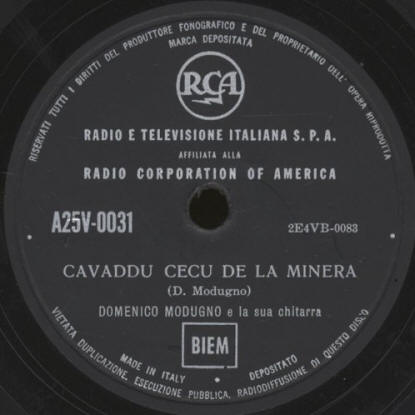 RISERVATI TUTTI I DIRITTI DEL PRODUTTORE FONOGRAFICO E DEL PROPRIETARIO DELL' OPERA RIPRODOTTA
MARCA DEPOSITATA
RCA
RADIO E TELEVISIONE ITALIANA S. P. A.
AFFILIATA ALLA
RADIO CORPORATION OF AMERICA
A25V-0031
2E4VB-0083
CAVADDU CECU DE LA MINERA
(D. Modugno)
DOMENICO MODUGNO e la sua chitarra
BIEM
MADE IN ITALY
DEPOSITATO
VIETATA DUPLICAZIONE, ESECUZIONE PUBBLICA, RADIODIFFUSIONE DI QUESTO DISCO